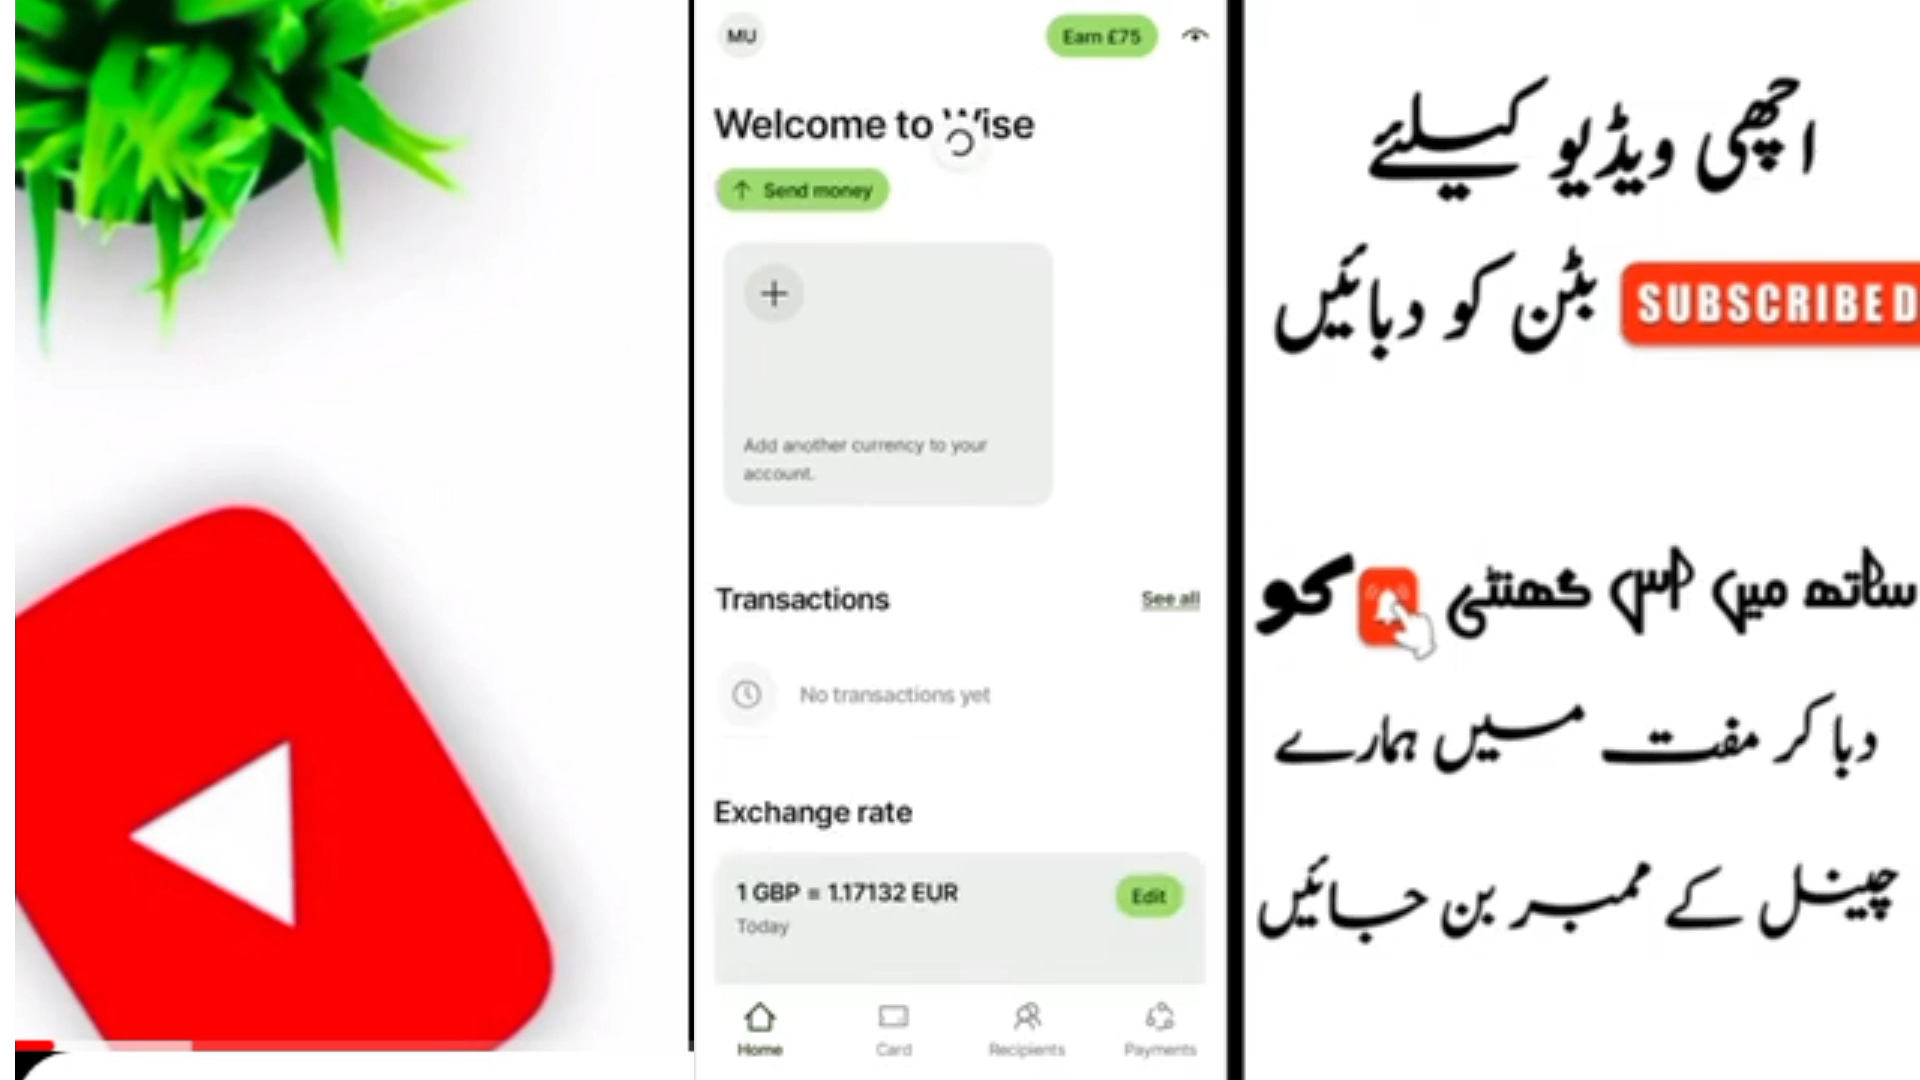 MU
Earn £75
Welcome to Wise
Send money
Add another currency to your
account.
Transactions
See all
No transactions yet
Exchange rate
1 GBP = 1.17132 EUR
Edit
Today
Home
Card
Recipients
Payments
اچھی ویڈیو کیلئے
SUBSCRIBED بٹن کو دبائیں
ساتھ میں اس گھنٹی کو
دبا کر مفت میں ہمارے
چینل کے ممبر بن جائیں